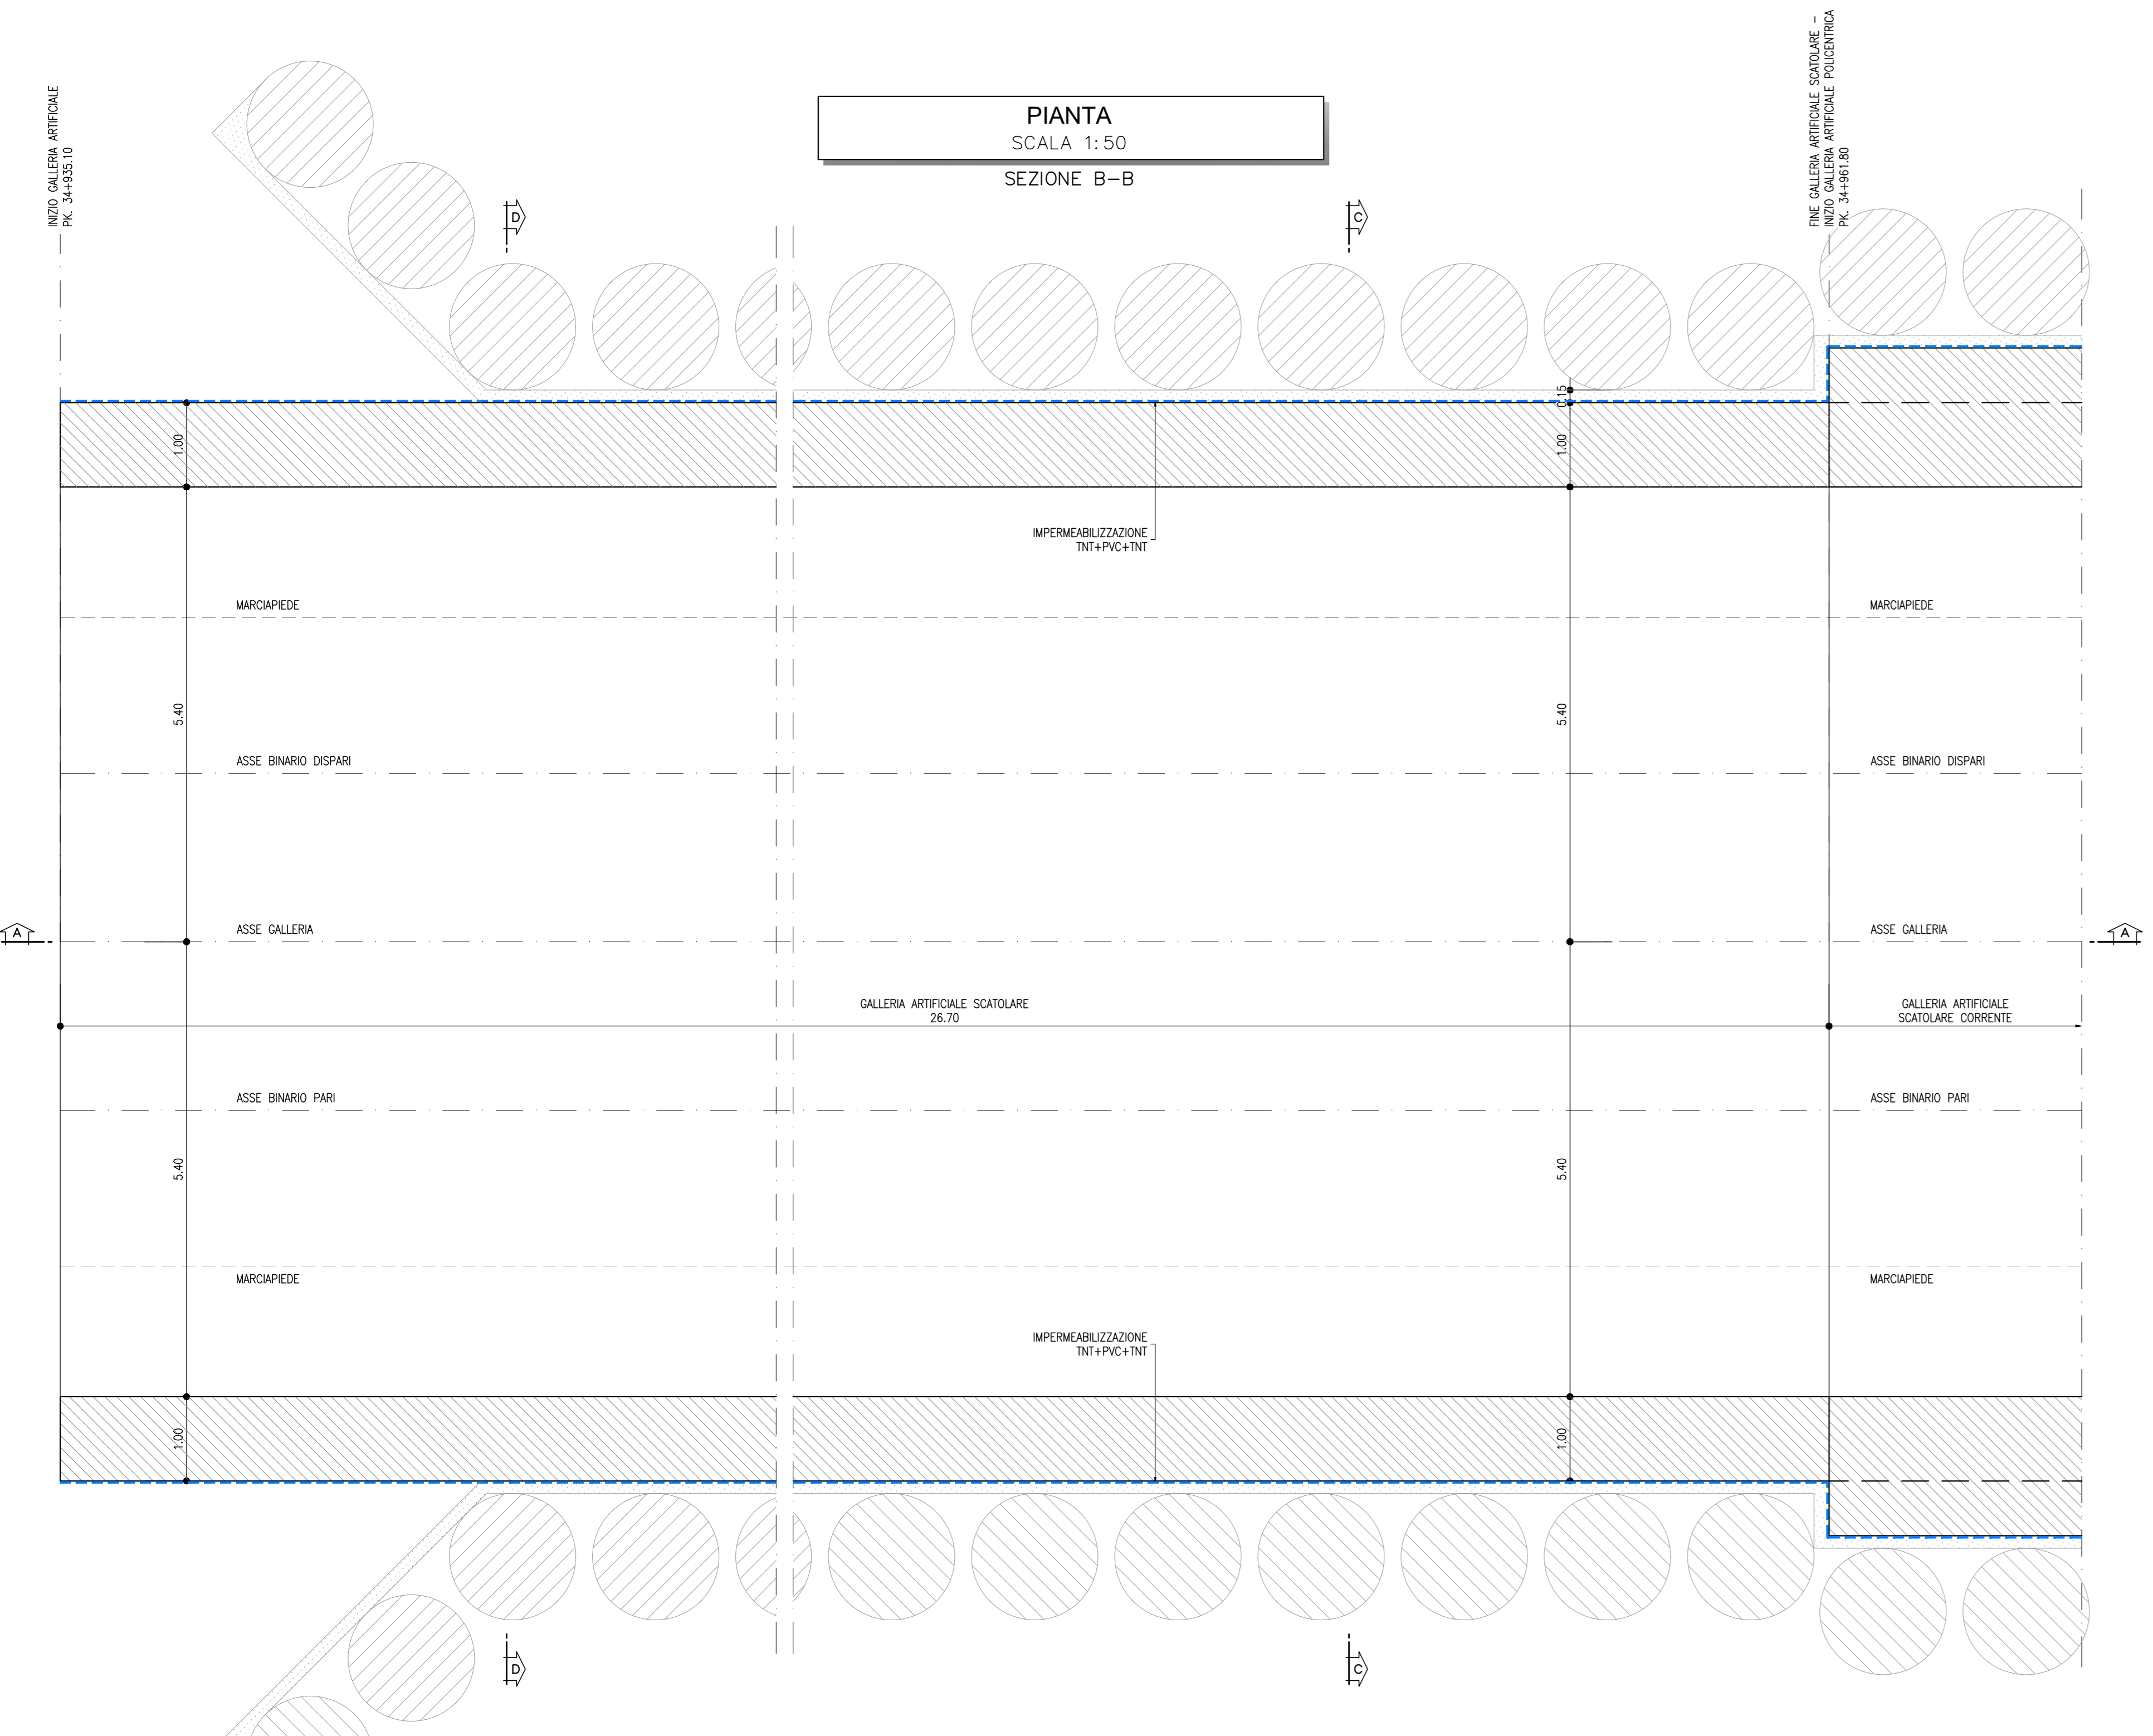 INIZIO GALLERIA ARTIFICIALE
PK. 34+935.10
PIANTA
SCALA 1:50
SEZIONE B-B
FINE GALLERIA ARTIFICIALE SCATOLARE -
INIZIO GALLERIA ARTIFICIALE POLICENTRICA
PK. 34+961.80
D
C
0.15
1.00
1.00
IMPERMEABILIZZAZIONE
TNT+PVC+TNT
MARCIAPIEDE
MARCIAPIEDE
5.40
5.40
ASSE BINARIO DISPARI
ASSE BINARIO DISPARI
A
ASSE GALLERIA
ASSE GALLERIA
A
GALLERIA ARTIFICIALE SCATOLARE
26.70
GALLERIA ARTIFICIALE
SCATOLARE CORRENTE
ASSE BINARIO PARI
ASSE BINARIO PARI
5.40
5.40
MARCIAPIEDE
MARCIAPIEDE
IMPERMEABILIZZAZIONE
TNT+PVC+TNT
1.00
1.00
D
C